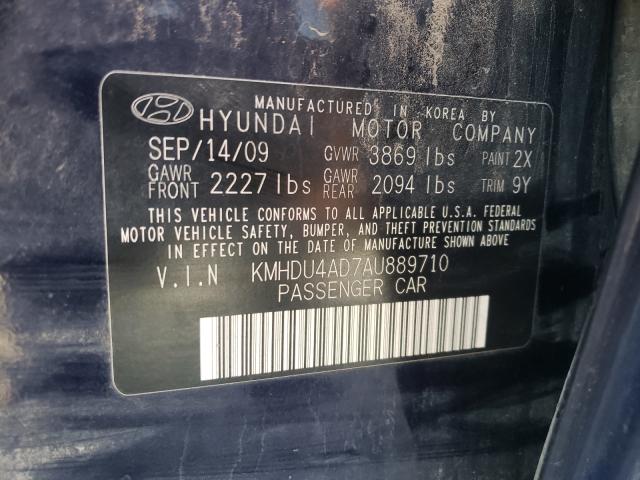 MANUFACTURED IN KOREA BY
HYUNDAI MOTOR COMPANY
SEP/14/09 GVWR 3869 lbs PAINT 2X
GAWR FRONT 2227 lbs GAWR REAR 2094 lbs TRIM 9Y
THIS VEHICLE CONFORMS TO ALL APPLICABLE U.S.A. FEDERAL
MOTOR VEHICLE SAFETY, BUMPER, AND THEFT PREVENTION STANDARDS
IN EFFECT ON THE DATE OF MANUFACTURE SHOWN ABOVE.
V.I.N KMHDU4AD7AU889710
PASSENGER CAR